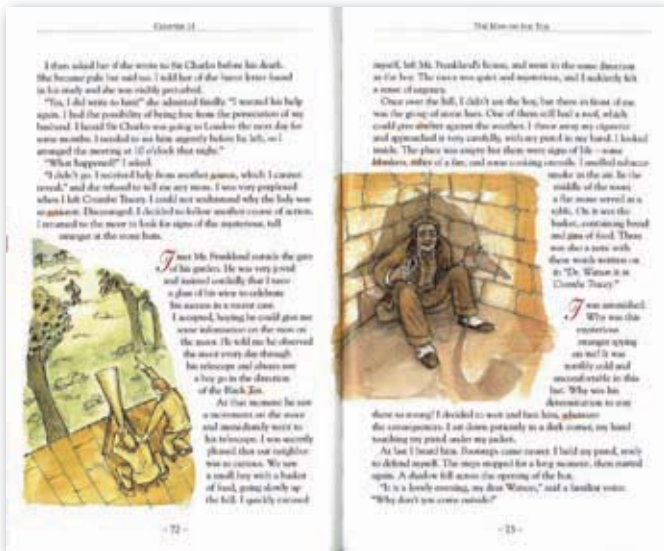 CHAPTER 11
I then asked her if she wrote to Sir Charles before his death.
She became pale but said no. I told her of the burnt letter found
in his study and she was visibly perturbed.
"Yes, I did write to him!" she admitted finally. "I wanted his help
again. I had the possibility of being free from the persecution of my
husband. I heard Sir Charles was going to London the next day for
some months. I needed to see him urgently before he left, so I
arranged the meeting at 10 o'clock that night."
"What happened?" I asked.
"I didn't go. I received help from another source, which I cannot
reveal," and she refused to tell me any more. I was very perplexed
when I left Coombe Tracey. I could not understand why the lady was
so reticent. Discouraged, I decided to follow another course of action.
I returned to the moor to look for signs of the mysterious, tall
stranger at the stone huts.
I met Mr. Frankland outside the gate
of his garden. He was very jovial
and insisted cordially that I have
a glass of his wine to celebrate
his success in a recent case.
I accepted, hoping he could give me
some information on the man on
the moor. He told me he observed
the moor every day through
his telescope and always saw
a boy go in the direction
of the Black Tor.
At that moment he saw
a movement on the moor
and immediately went to
his telescope. I was secretly
pleased that our neighbor
was so curious. We saw
a small boy with a basket
of food, going slowly up
the hill. I quickly excused
- 72 -
THE MAN ON THE TOR
myself, left Mr. Frankland's house, and went in the same direction
as the boy. The moor was quiet and mysterious, and I suddenly felt
a sense of urgency.
Once over the hill, I didn't see the boy, but there in front of me
was the group of stone huts. One of them still had a roof, which
could give shelter against the weather. I threw away my cigarette
and approached it very carefully, with my pistol in my hand. I looked
inside. The place was empty but there were signs of life – some
blankets, ashes of a fire, and some cooking utensils. I smelled tobacco
smoke in the air. In the
middle of the room
a flat stone served as a
table. On it was the
basket, containing bread
and tins of food. There
was also a note with
these words written on
it: "Dr. Watson is in
Coombe Tracey."
I was astonished.
Why was this
mysterious
stranger spying
on me? It was
terribly cold and
uncomfortable in this
hut. Why was his
determination to stay
there so strong? I decided to wait and face him, whatever
the consequences. I sat down patiently in a dark corner, my hand
touching my pistol under my jacket.
At last I heard him. Footsteps came nearer. I held my pistol, ready
to defend myself. The steps stopped for a long moment, then started
again. A shadow fell across the opening of the hut.
"It is a lovely evening, my dear Watson," said a familiar voice.
"Why don't you come outside?"
- 73 -